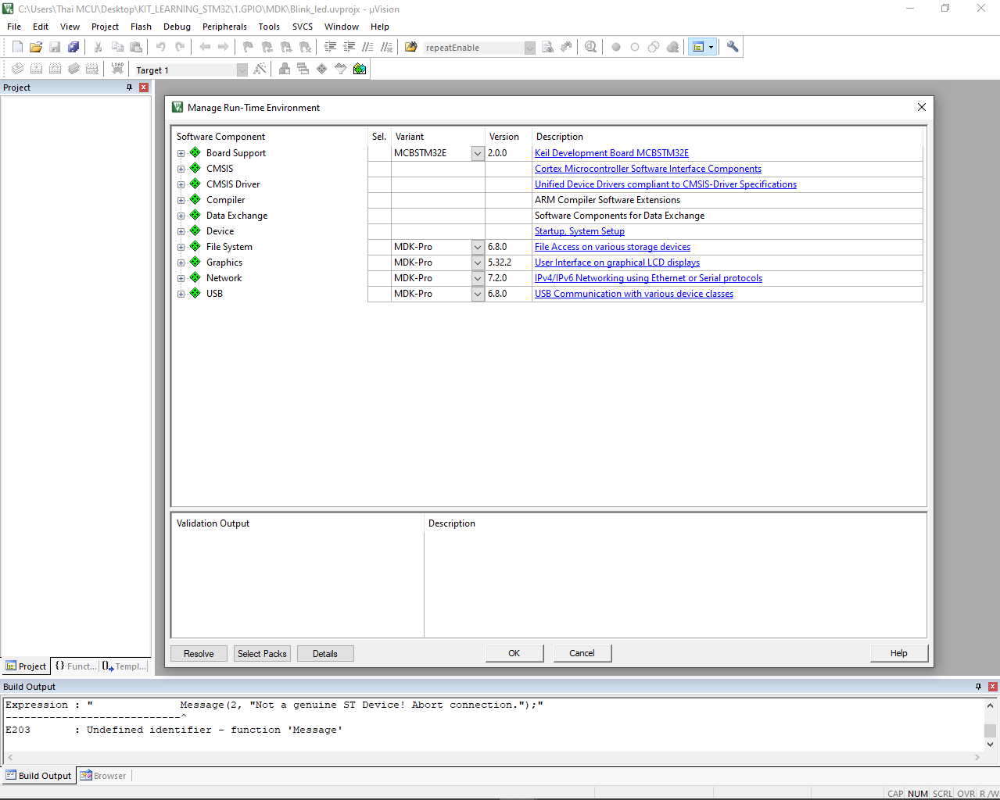 C:\Users\Thai MCU\Desktop\KIT_LEARNING_STM32\1.GPIO\MDK\Blink_led.uvprojx - µVision
File Edit View Project Flash Debug Peripherals Tools SVCS Window Help
repeatEnable
LOAD Target 1
Project
Manage Run-Time Environment
Software Component Sel. Variant Version Description
Board Support MCBSTM32E 2.0.0 Keil Development Board MCBSTM32E
CMSIS Cortex Microcontroller Software Interface Components
CMSIS Driver Unified Device Drivers compliant to CMSIS-Driver Specifications
Compiler ARM Compiler Software Extensions
Data Exchange Software Components for Data Exchange
Device Startup, System Setup
File System MDK-Pro 6.8.0 File Access on various storage devices
Graphics MDK-Pro 5.32.2 User Interface on graphical LCD displays
Network MDK-Pro 7.2.0 IPv4/IPv6 Networking using Ethernet or Serial protocols
USB MDK-Pro 6.8.0 USB Communication with various device classes
Validation Output Description
Resolve Select Packs Details OK Cancel Help
Project {} Funct... 0 Templ...
Build Output
Expression : " Message(2, "Not a genuine ST Device! Abort connection.");"
----------------------------^
E203 : Undefined identifier - function 'Message'
Build Output Browser
CAP NUM SCRL OVR R/W